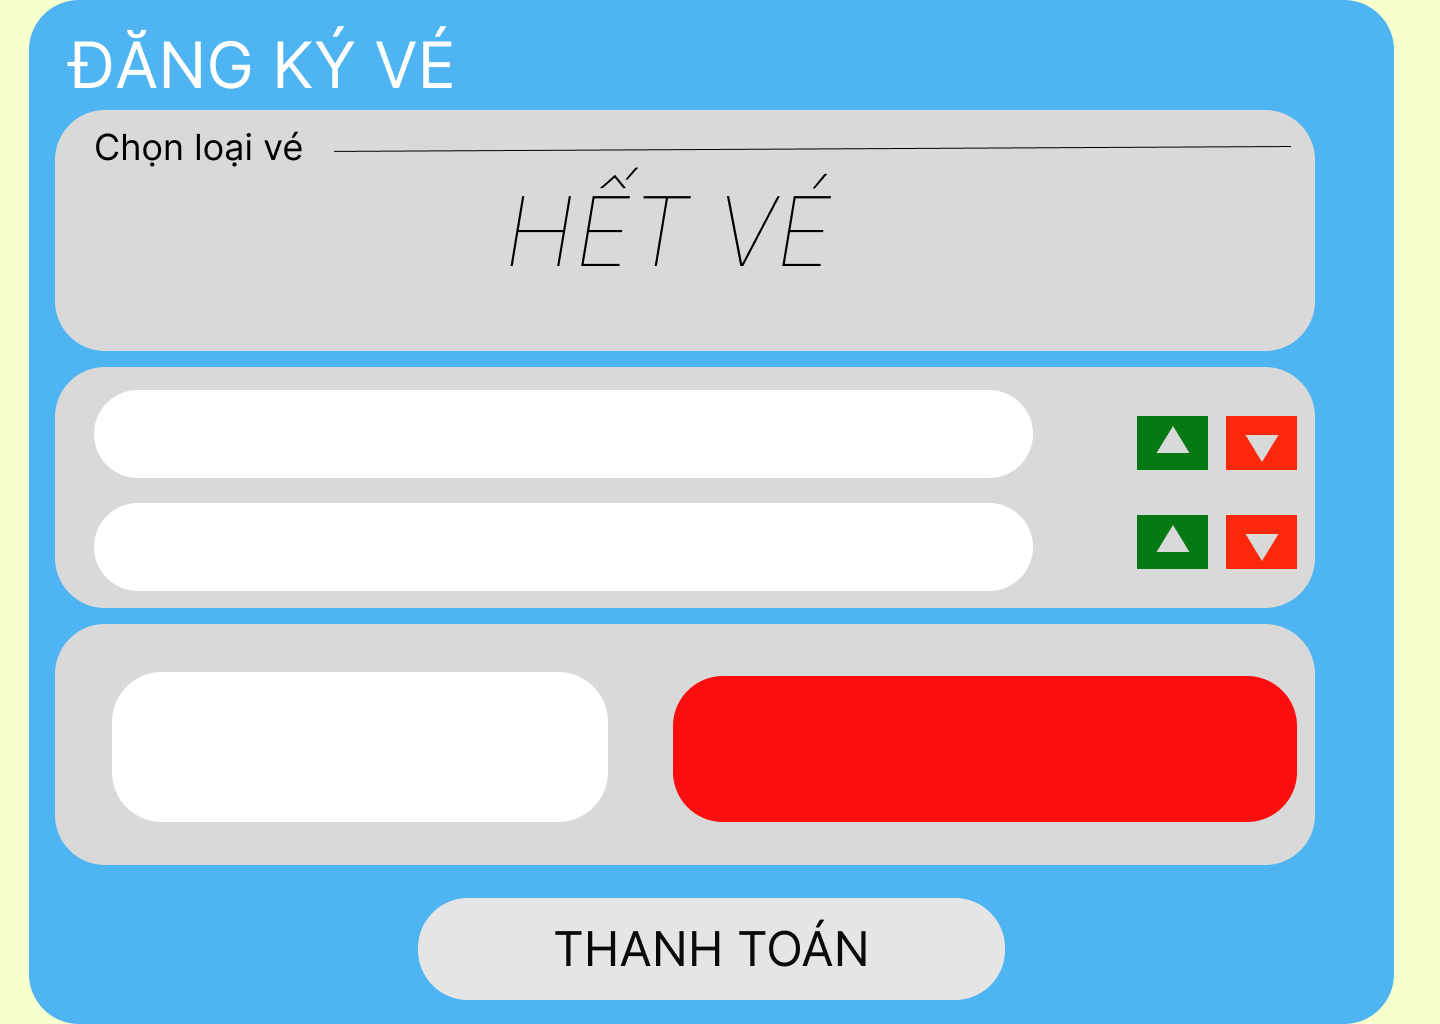 ĐĂNG KÝ VÉ
Chọn loại vé
HẾT VÉ
THANH TOÁN